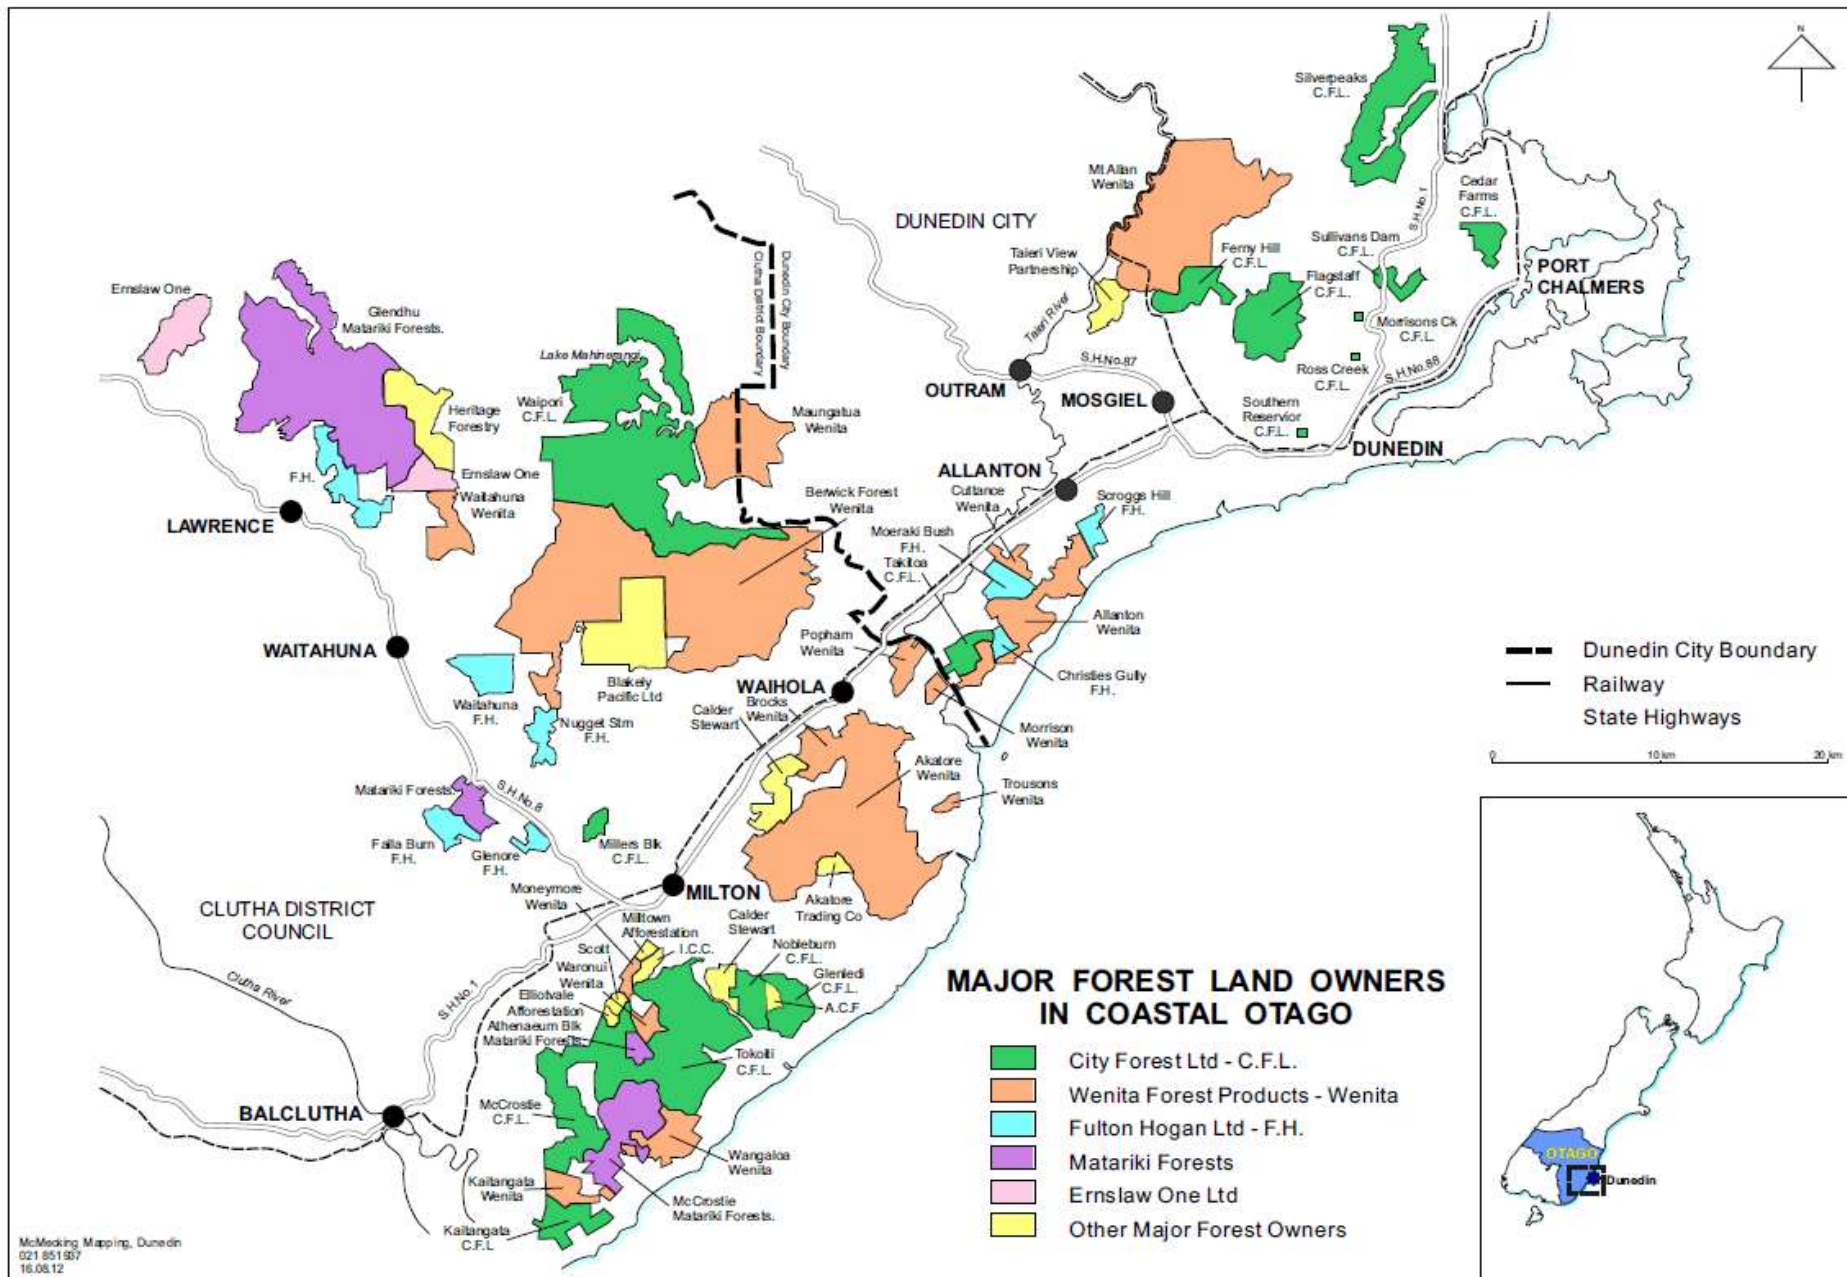 N
Silverpeaks
C.F.L.
Mt Allan
Wenita
Cedar
Farms
C.F.L.
S.H.No.1
DUNEDIN CITY
Sullivans Dam
C.F.L.
Ferny Hill
C.F.L.
Taieri View
Partnership
Flagstaff
C.F.L.
PORT
CHALMERS
Dunedin City Boundary
Clutha District Boundary
Ernslaw One
Glendhu
Matariki Forests.
Taieri River
Morrisons Ck
C.F.L.
Lake Mahinerangi
S.H.No.87
Ross Creek
C.F.L.
S.H.No.88
OUTRAM
MOSGIEL
Waipori
C.F.L.
Heritage
Forestry
Maungatua
Wenita
Southern
Reservior
C.F.L.
DUNEDIN
F.H.
Ernslaw One
Waitahuna
Wenita
ALLANTON
Cuttance
Wenita
Berwick Forest
Wenita
Scroggs Hill
F.H.
LAWRENCE
Moeraki Bush
F.H.
Takitoa
C.F.L.
Allanton
Wenita
WAITAHUNA
Popham
Wenita
Dunedin City Boundary
Railway
State Highways
Blakely
Pacific Ltd
WAIHOLA
Christies Gully
F.H.
Waitahuna
F.H.
Nugget Stm
F.H.
Calder
Stewart
Brocks
Wenita
Morrison
Wenita
0 10 km 20 km
Akatore
Wenita
Trousons
Wenita
Matariki Forests.
S.H.No.8
Falla Burn
F.H.
Glenore
F.H.
Millers Blk
C.F.L.
MILTON
Moneymore
Wenita
Akatore
Trading Co
CLUTHA DISTRICT
COUNCIL
Milltown
Afforestation
I.C.C.
Calder
Stewart
Scott
Nobleburn
C.F.L.
Waronui
Wenita
Glenledi
C.F.L.
Clutha River
Elliotvale
Afforestation
A.C.F
S.H.No.1
Athenaeum Blk
Matariki Forests.
Tokoiti
C.F.L.
BALCLUTHA
McCrostie
C.F.L.
Wangaloa
Wenita
Kaitangata
Wenita
McCrostie
Matariki Forests.
Kaitangata
C.F.L
MAJOR FOREST LAND OWNERS
IN COASTAL OTAGO
City Forest Ltd - C.F.L.
Wenita Forest Products - Wenita
Fulton Hogan Ltd - F.H.
Matariki Forests
Ernslaw One Ltd
Other Major Forest Owners
OTAGO
Dunedin
McMecking Mapping, Dunedin
021 851937
16.08.12